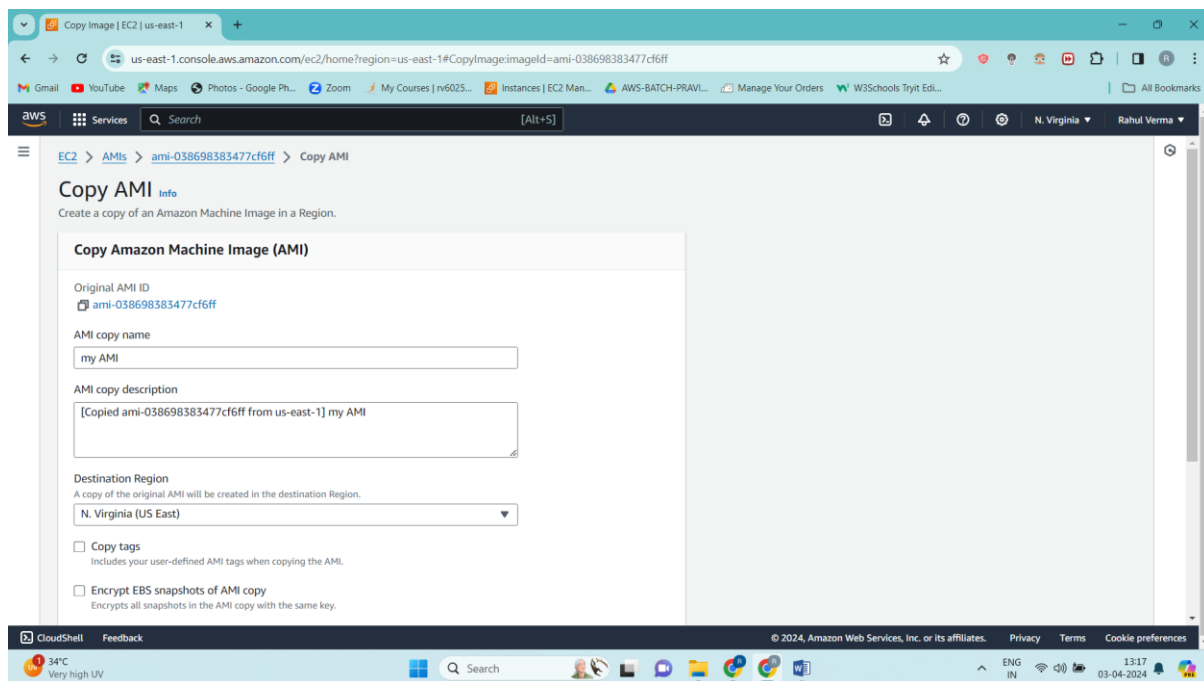 Copy Image | EC2 | us-east-1
us-east-1.console.aws.amazon.com/ec2/home?region=us-east-1#CopyImage:imageId=ami-038698383477cf6ff
Gmail YouTube Maps Photos - Google Ph... Zoom My Courses | rv6025... Instances | EC2 Man... AWS-BATCH-PRAVI... Manage Your Orders W3Schools Tryit Edi... All Bookmarks
aws Services Search [Alt+S] N. Virginia Rahul Verma
EC2 > AMIs > ami-038698383477cf6ff > Copy AMI
Copy AMI Info
Create a copy of an Amazon Machine Image in a Region.
Copy Amazon Machine Image (AMI)
Original AMI ID
ami-038698383477cf6ff
AMI copy name
my AMI
AMI copy description
[Copied ami-038698383477cf6ff from us-east-1] my AMI
Destination Region
A copy of the original AMI will be created in the destination Region.
N. Virginia (US East)
Copy tags
Includes your user-defined AMI tags when copying the AMI.
Encrypt EBS snapshots of AMI copy
Encrypts all snapshots in the AMI copy with the same key.
CloudShell Feedback © 2024, Amazon Web Services, Inc. or its affiliates. Privacy Terms Cookie preferences
1 34°C Search ENG 13:17
Very high UV IN 03-04-2024